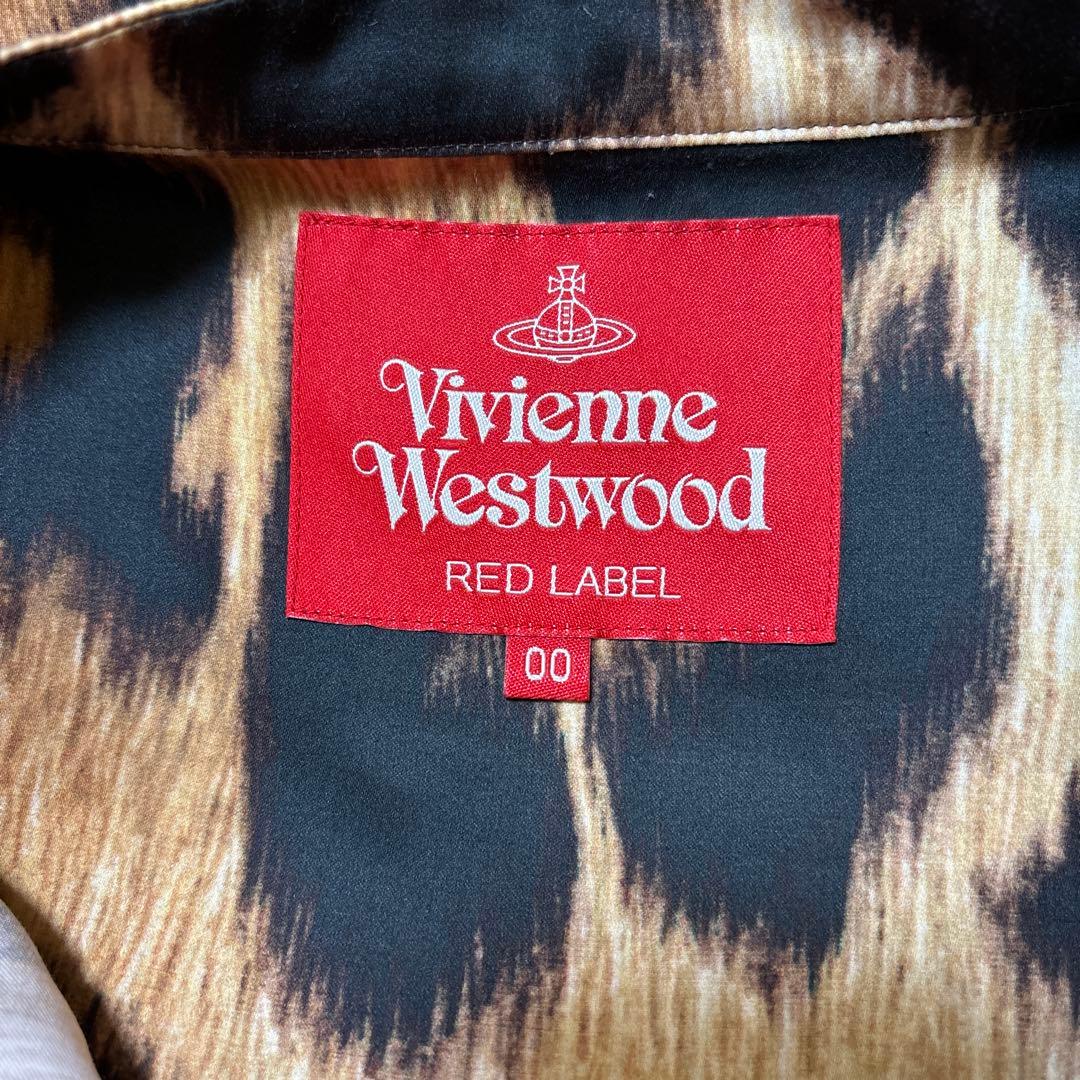 Vivienne
Westwood
RED LABEL
00